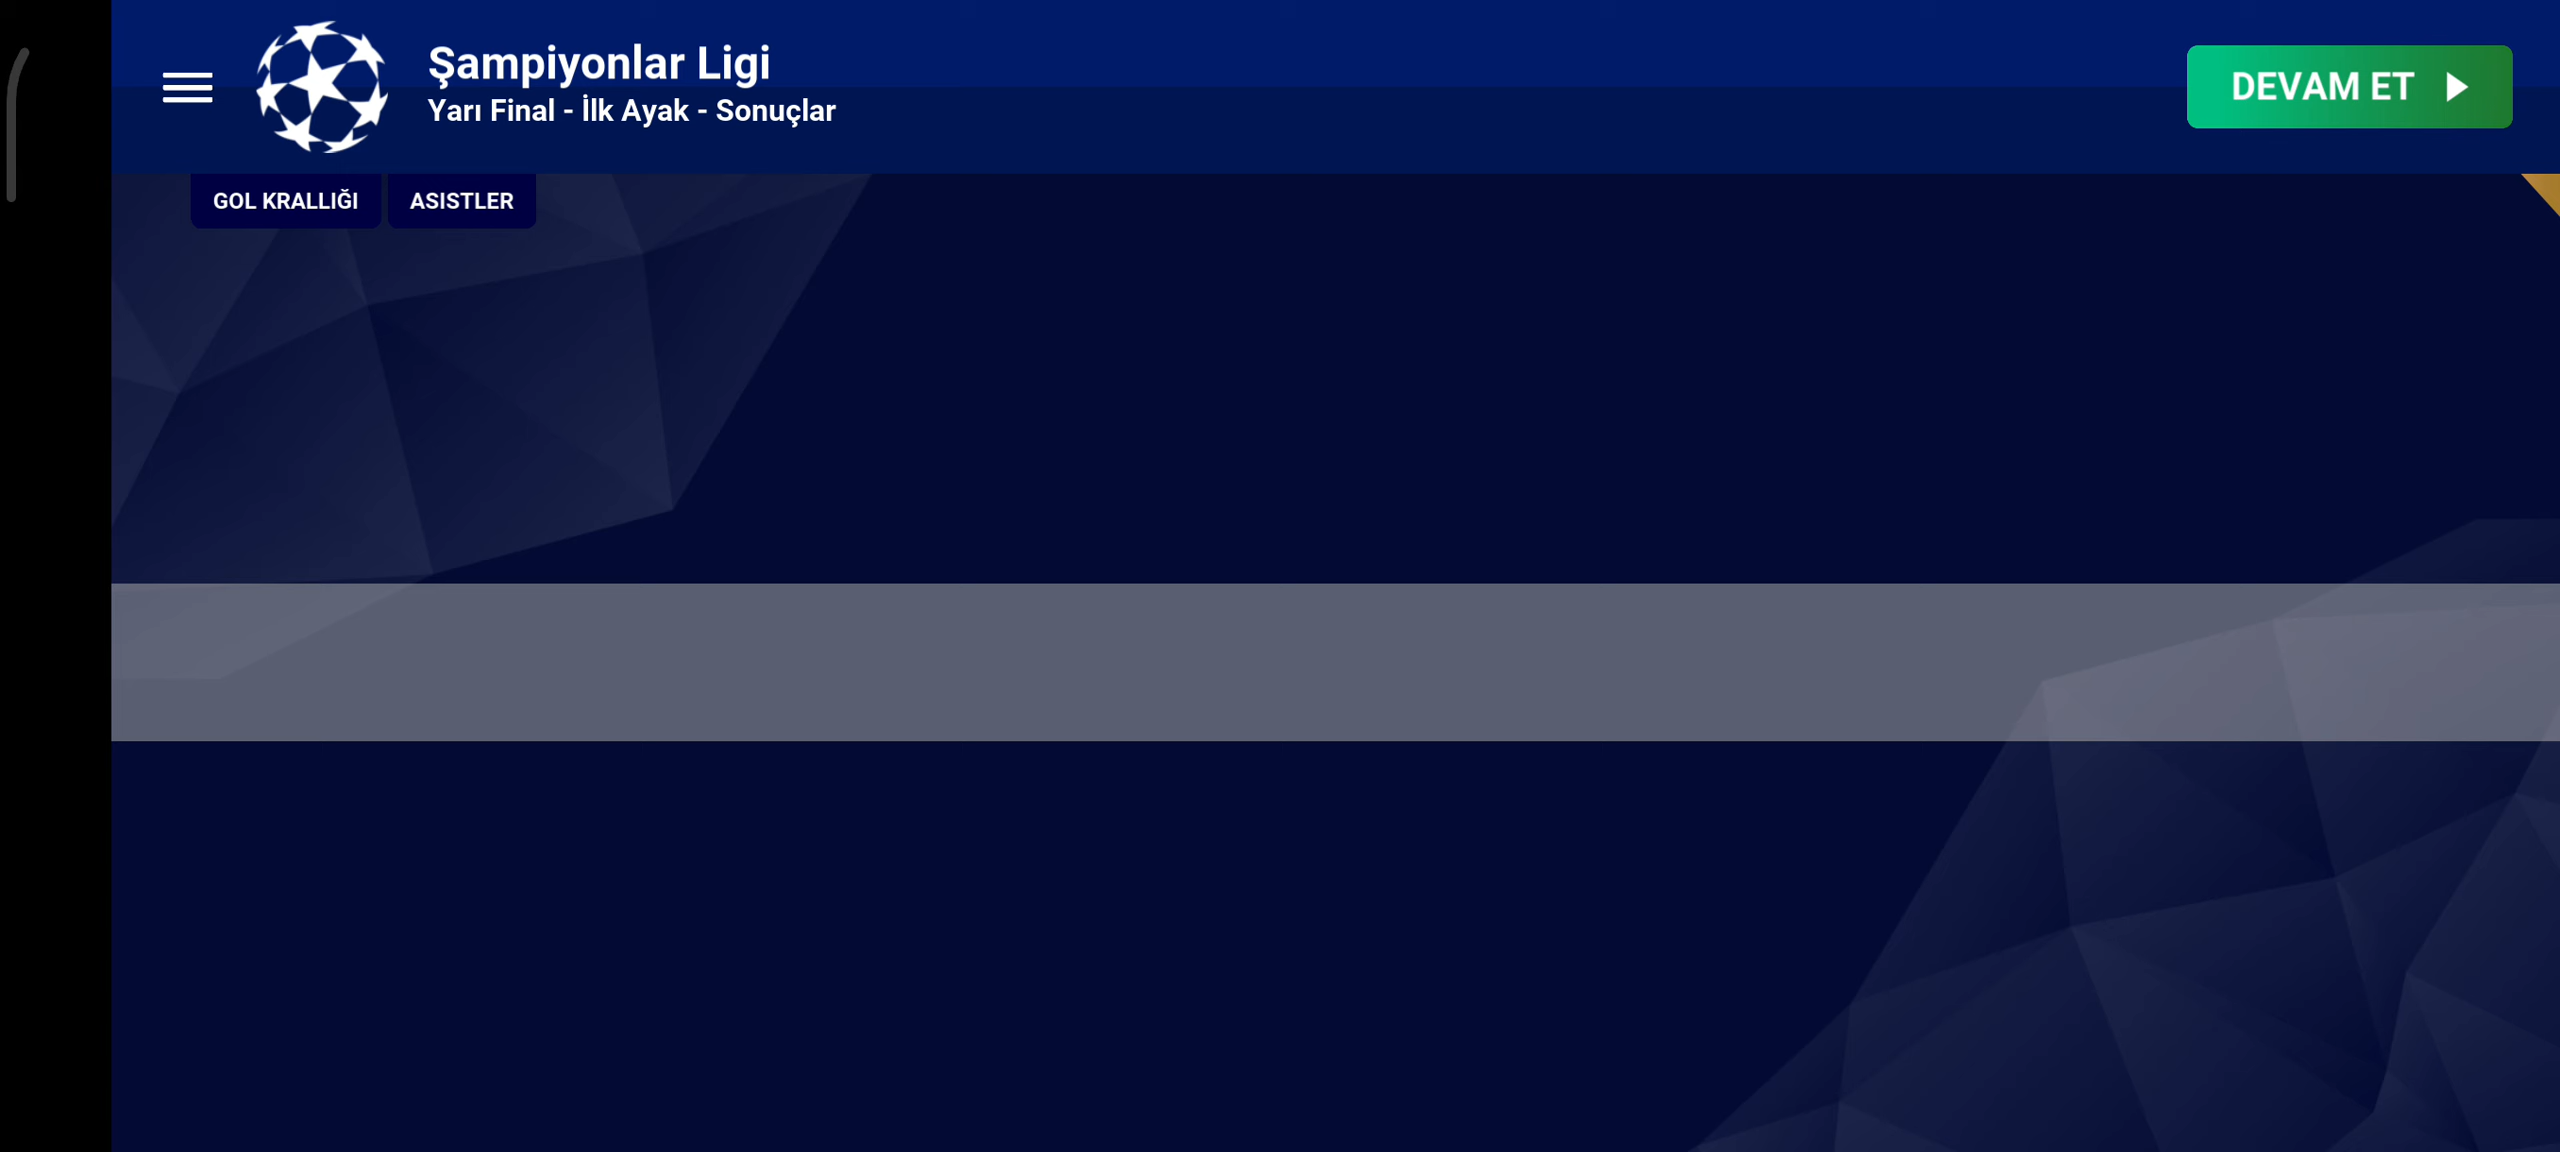 Şampiyonlar Ligi
Yarı Final - İlk Ayak - Sonuçlar
DEVAM ET
GOL KRALLIĞI
ASISTLER